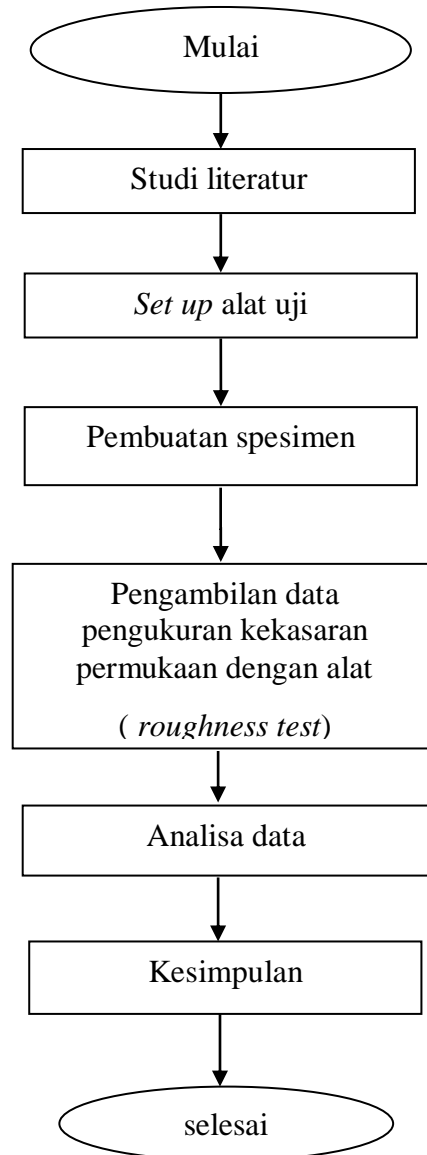 Mulai
Studi literatur
Set up alat uji
Pembuatan spesimen
Pengambilan data
pengukuran kekasaran
permukaan dengan alat
( roughness test)
Analisa data
Kesimpulan
selesai